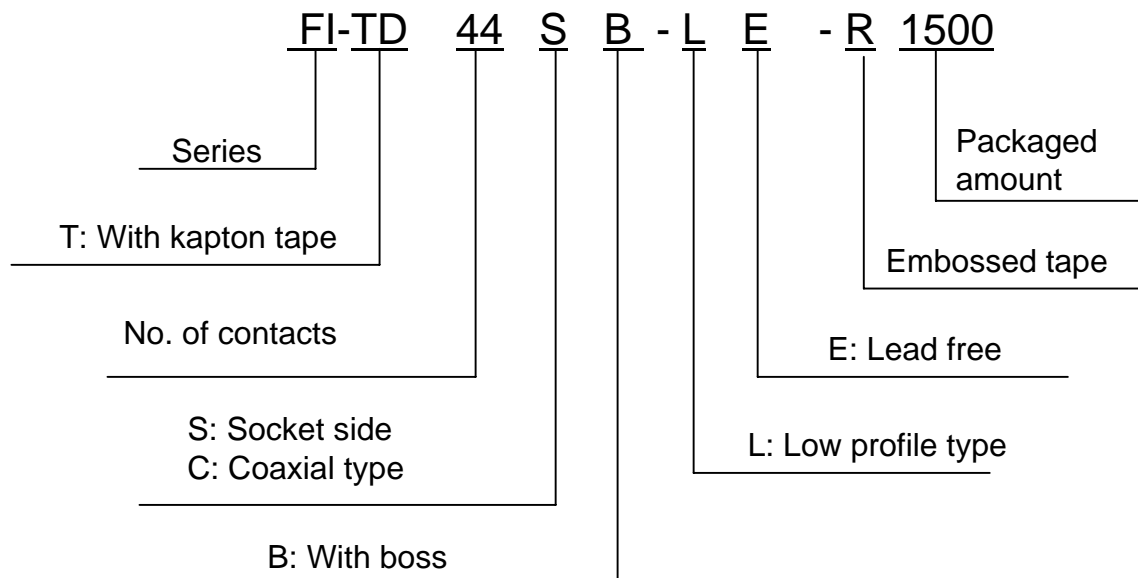 FI-TD 44 S B - L E - R 1500
Series
Packaged
amount
T: With kapton tape
Embossed tape
No. of contacts
E: Lead free
S: Socket side
C: Coaxial type
L: Low profile type
B: With boss